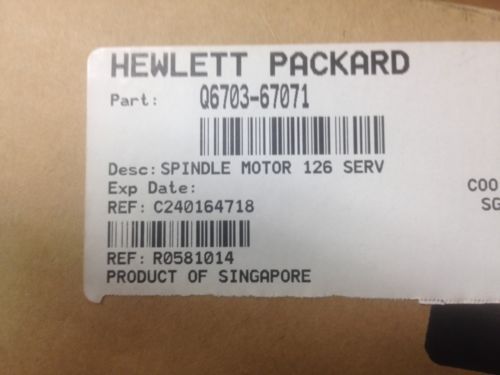 HEWLETT PACKARD
Part: Q6703-67071
Desc: SPINDLE MOTOR 126 SERV
Exp Date:
COO
REF: C240164718
SG
REF: R0581014
PRODUCT OF SINGAPORE